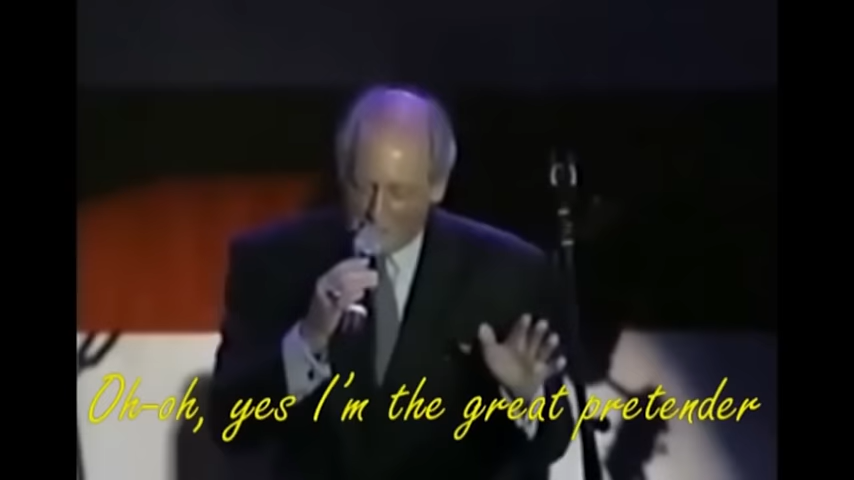 Oh-oh, yes I'm the great pretender